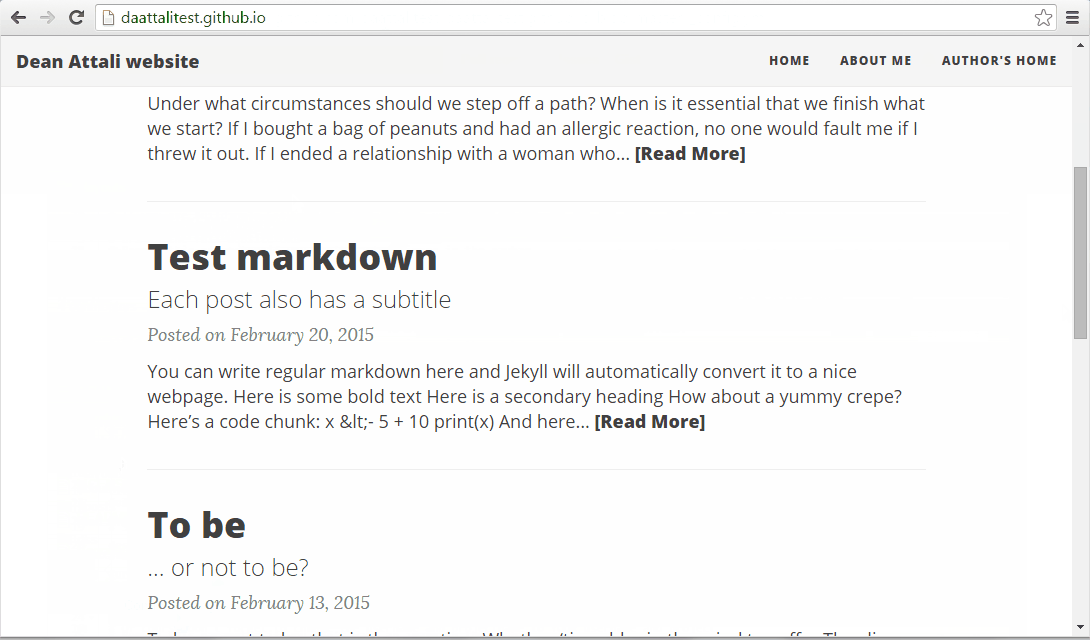 daattalitest.github.io
Dean Attali website
HOME
ABOUT ME
AUTHOR'S HOME
Under what circumstances should we step off a path? When is it essential that we finish what
we start? If I bought a bag of peanuts and had an allergic reaction, no one would fault me if I
threw it out. If I ended a relationship with a woman who... [Read More]
Test markdown
Each post also has a subtitle
Posted on February 20, 2015
You can write regular markdown here and Jekyll will automatically convert it to a nice
webpage. Here is some bold text Here is a secondary heading How about a yummy crepe?
Here’s a code chunk: x &lt;- 5 + 10 print(x) And here... [Read More]
To be
... or not to be?
Posted on February 13, 2015